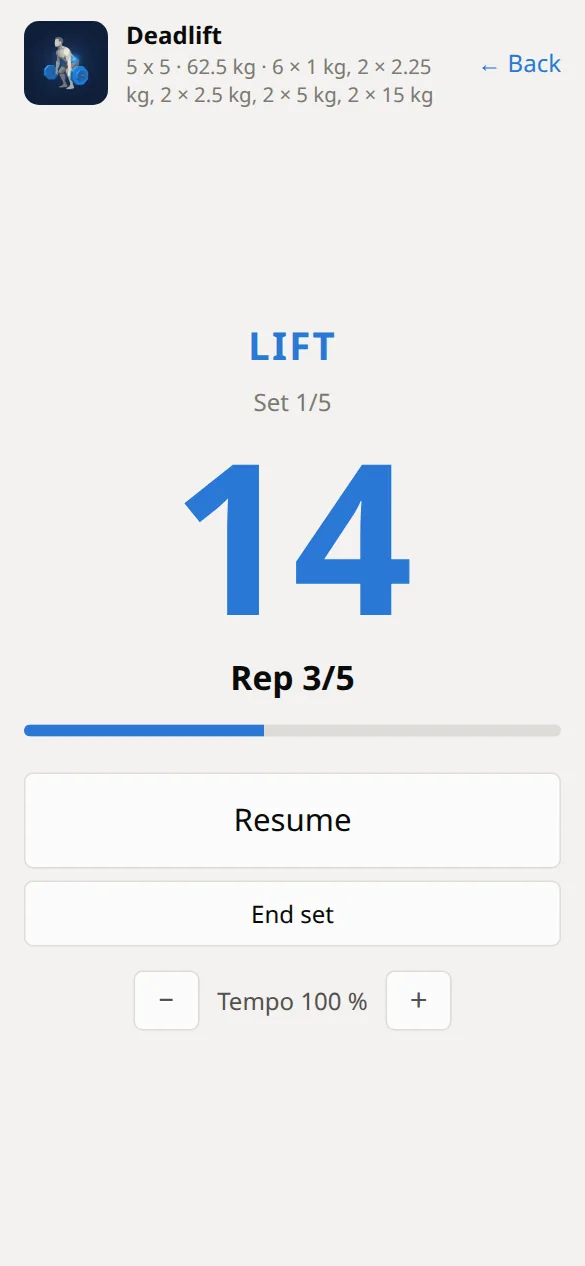 Deadlift
5 x 5 · 62.5 kg · 6 × 1 kg, 2 × 2.25
kg, 2 × 2.5 kg, 2 × 5 kg, 2 × 15 kg
← Back
LIFT
Set 1/5
14
Rep 3/5
Resume
End set
− Tempo 100 % +